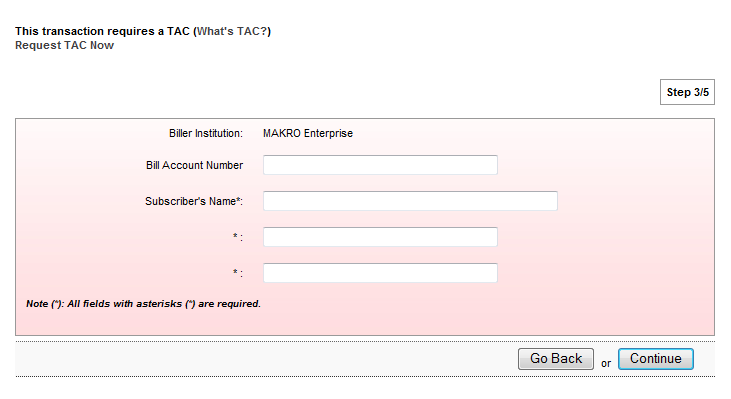 This transaction requires a TAC (What's TAC?)
Request TAC Now
Step 3/5
Biller Institution: MAKRO Enterprise
Bill Account Number
Subscriber's Name*:
* :
* :
Note (*): All fields with asterisks (*) are required.
Go Back or Continue